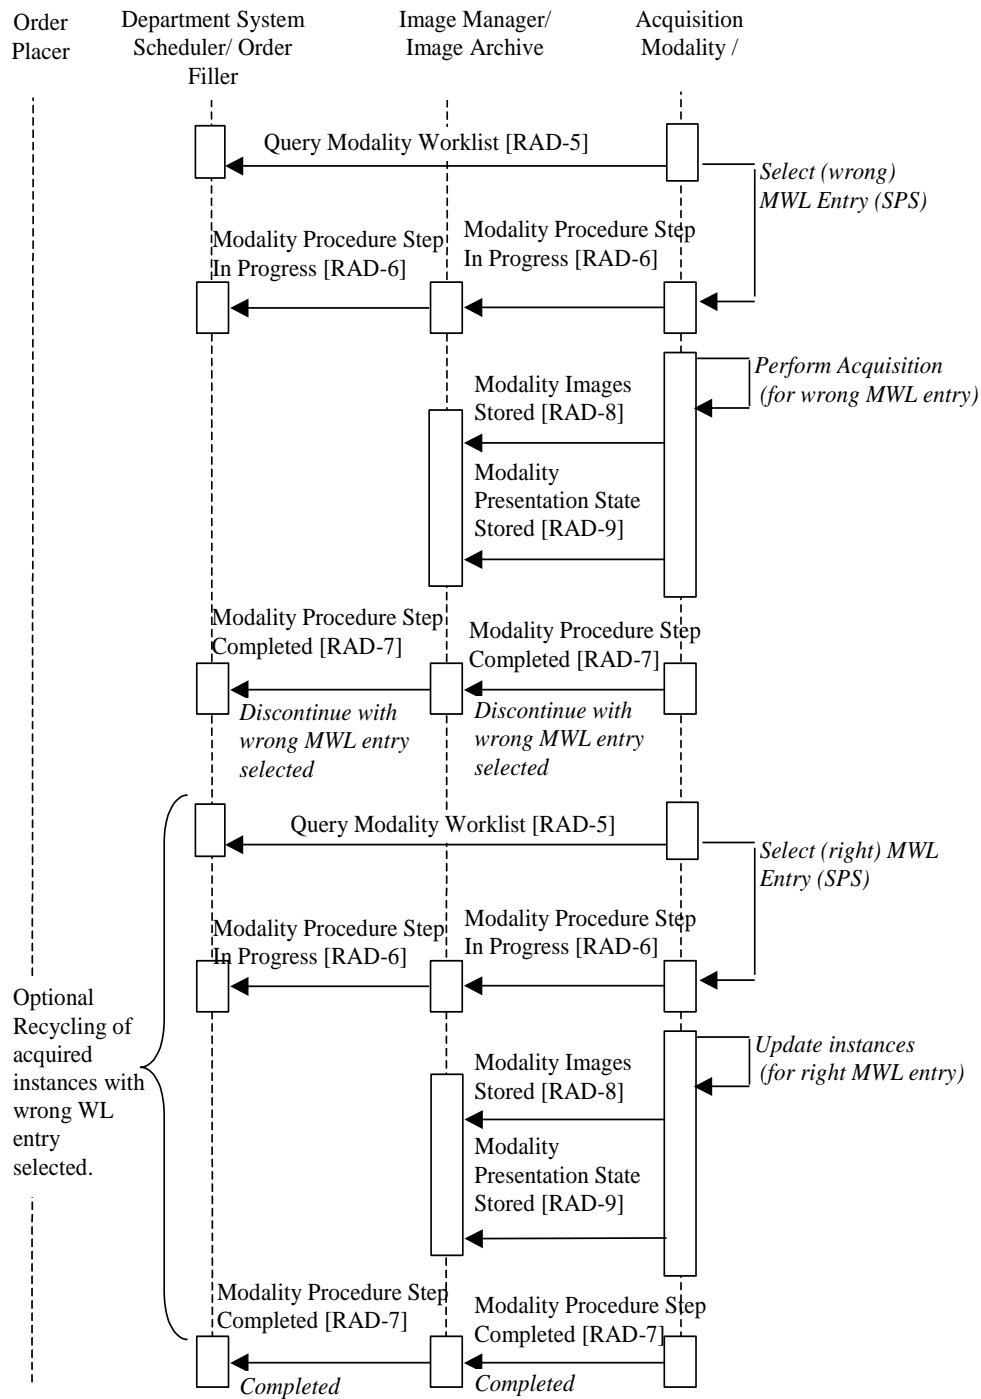 Order
Placer
Department System
Scheduler/ Order
Filler
Image Manager/
Image Archive
Acquisition
Modality /
Query Modality Worklist [RAD-5]
Select (wrong)
MWL Entry (SPS)
Modality Procedure Step
In Progress [RAD-6]
Modality Procedure Step
In Progress [RAD-6]
Perform Acquisition
(for wrong MWL entry)
Modality Images
Stored [RAD-8]
Modality
Presentation State
Stored [RAD-9]
Modality Procedure Step
Completed [RAD-7]
Modality Procedure Step
Completed [RAD-7]
Discontinue with
wrong MWL entry
selected
Discontinue with
wrong MWL entry
selected
Query Modality Worklist [RAD-5]
Select (right) MWL
Entry (SPS)
Modality Procedure Step
In Progress [RAD-6]
Modality Procedure Step
In Progress [RAD-6]
Optional
Recycling of
acquired
instances with
wrong WL
entry
selected.
Update instances
(for right MWL entry)
Modality Images
Stored [RAD-8]
Modality
Presentation State
Stored [RAD-9]
Modality Procedure Step
Completed [RAD-7]
Modality Procedure Step
Completed [RAD-7]
Completed
Completed